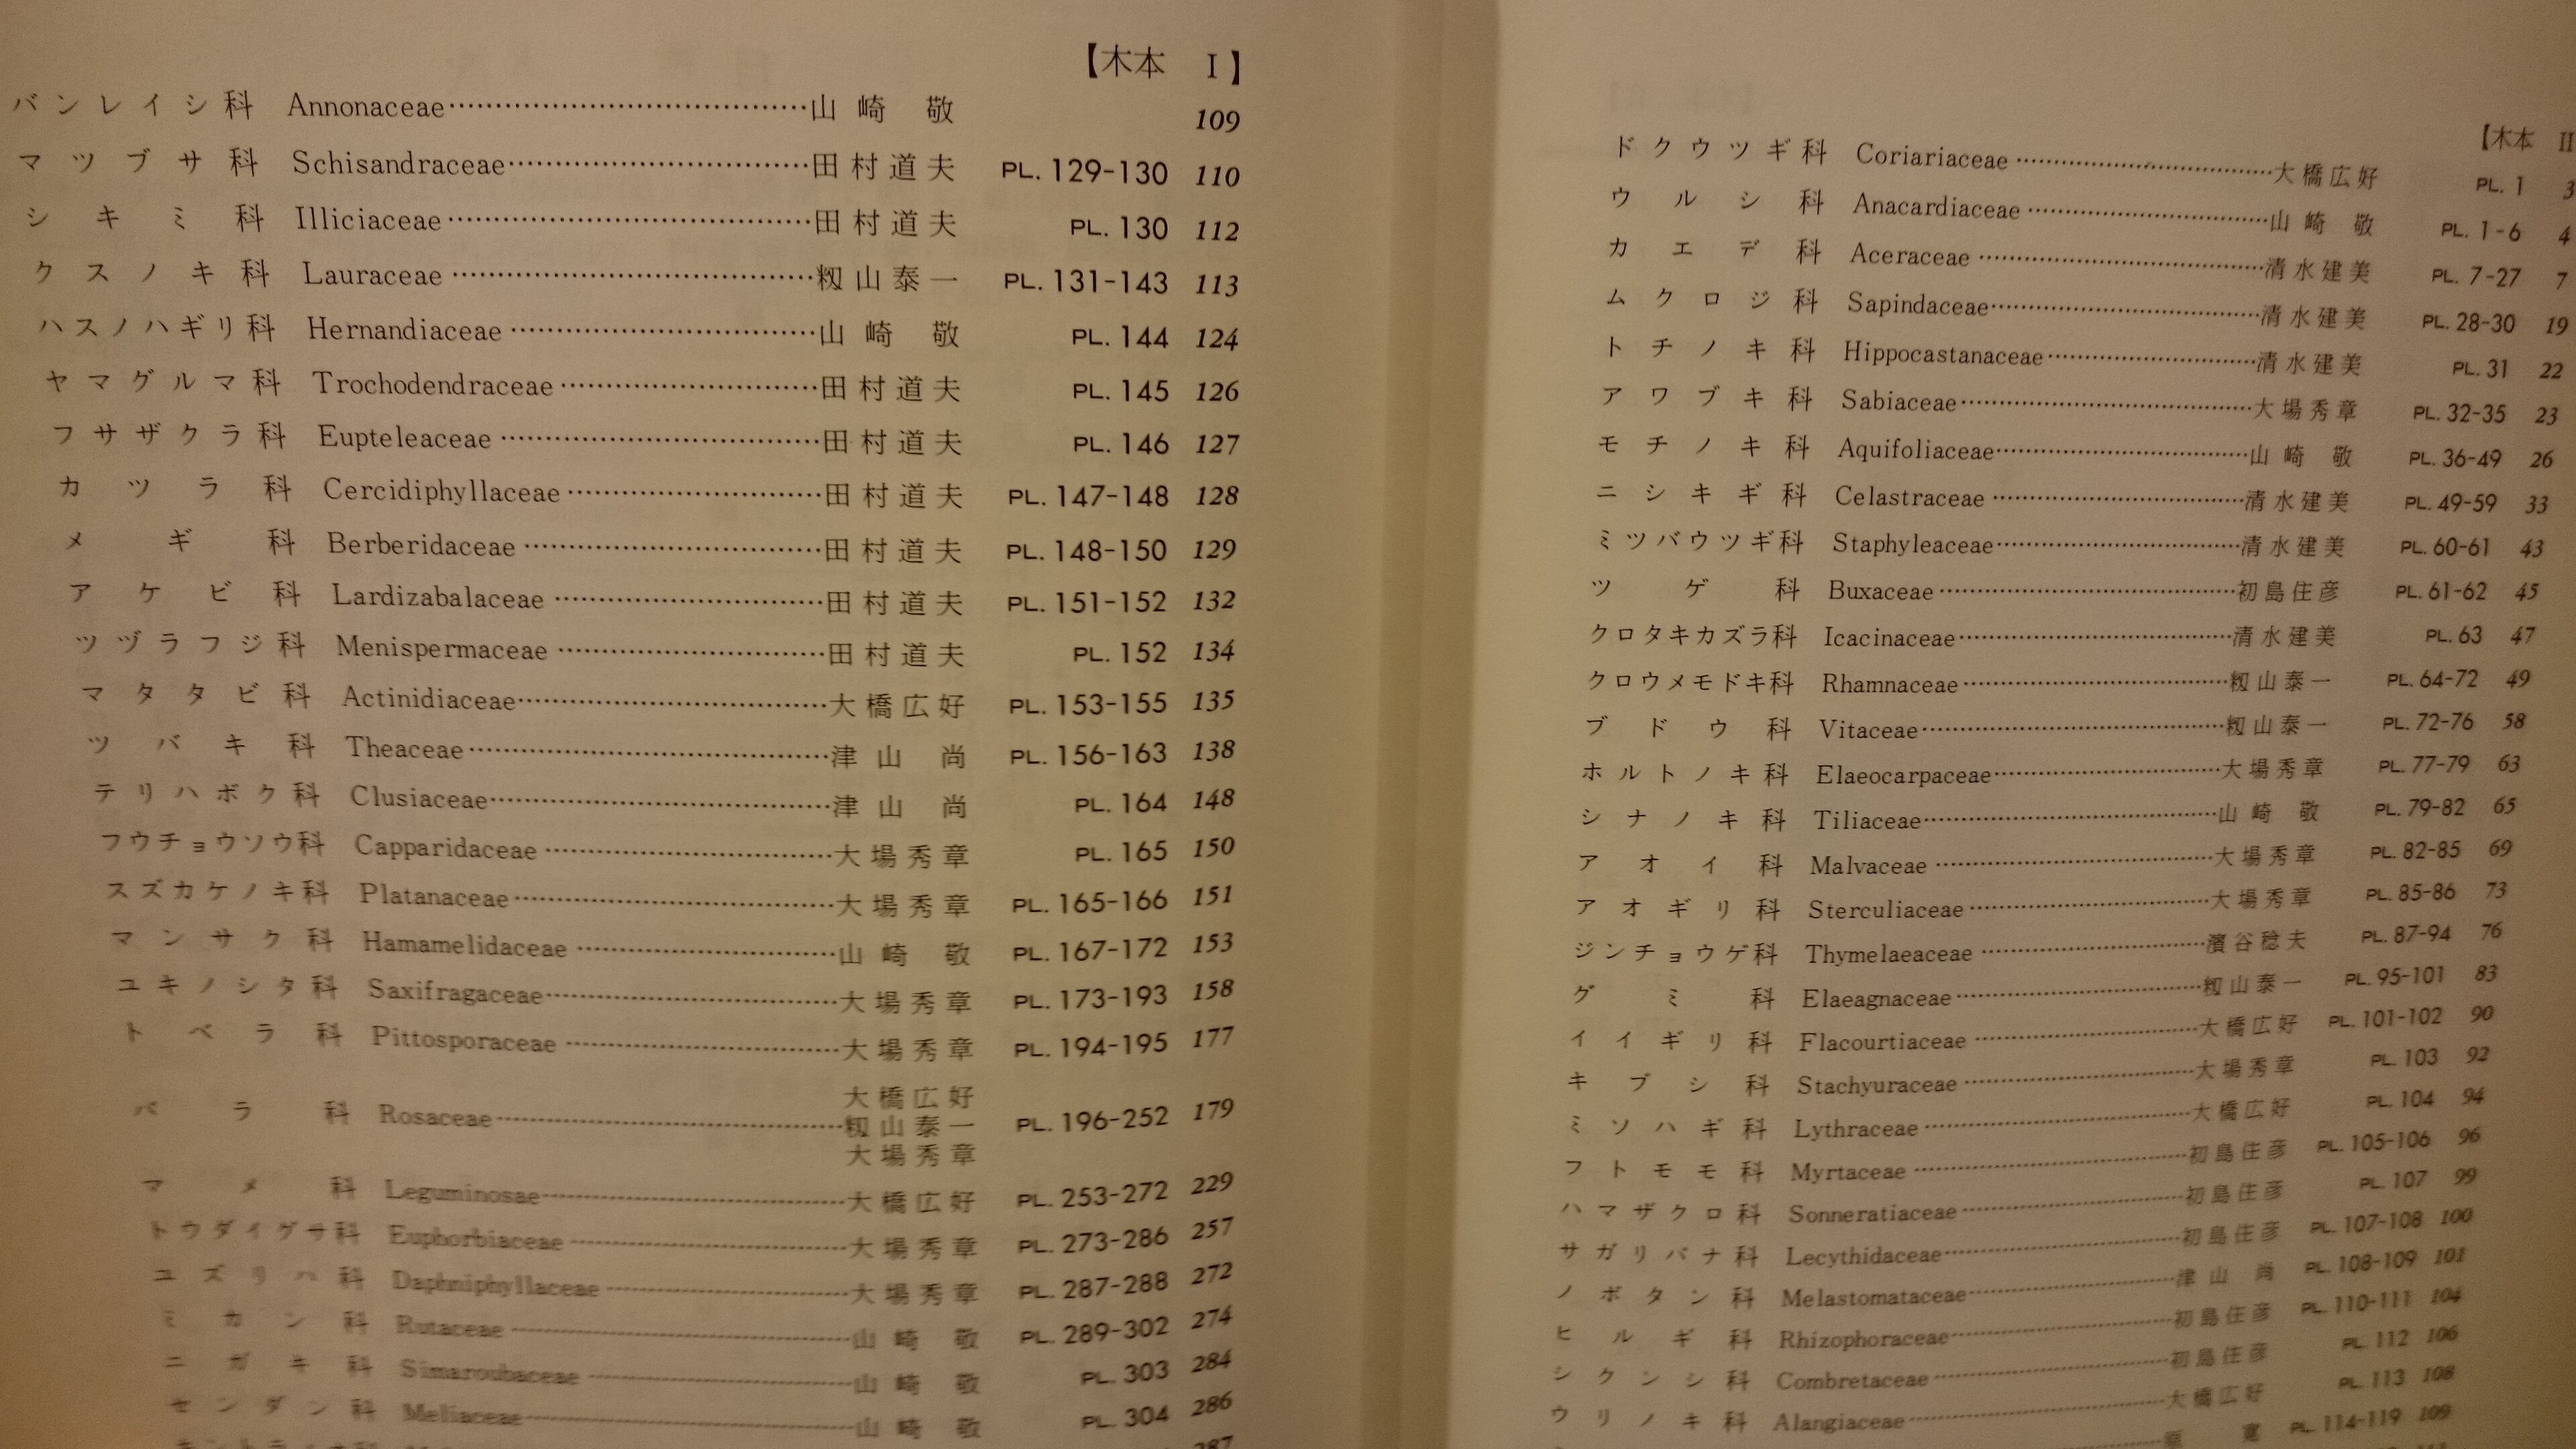 【木本 I】
バンレイシ科 Annonaceae 山崎 敬 109
マツブサ科 Schisandraceae 田村道夫 PL. 129-130 110
シキミ科 Illiciaceae 田村道夫 PL. 130 112
クスノキ科 Lauraceae 籾山泰一 PL. 131-143 113
ハスノハギリ科 Hernandiaceae 山崎 敬 PL. 144 124
ヤマグルマ科 Trochodendraceae 田村道夫 PL. 145 126
フサザクラ科 Eupteleaceae 田村道夫 PL. 146 127
カツラ科 Cercidiphyllaceae 田村道夫 PL. 147-148 128
メギ科 Berberidaceae 田村道夫 PL. 148-150 129
アケビ科 Lardizabalaceae 田村道夫 PL. 151-152 132
ツヅラフジ科 Menispermaceae 田村道夫 PL. 152 134
マタタビ科 Actinidiaceae 大橋広好 PL. 153-155 135
ツバキ科 Theaceae 津山 尚 PL. 156-163 138
テリハボク科 Clusiaceae 津山 尚 PL. 164 148
フウチョウソウ科 Capparidaceae 大場秀章 PL. 165 150
スズカケノキ科 Platanaceae 大場秀章 PL. 165-166 151
マンサク科 Hamamelidaceae 山崎 敬 PL. 167-172 153
ユキノシタ科 Saxifragaceae 大場秀章 PL. 173-193 158
トベラ科 Pittosporaceae 大場秀章 PL. 194-195 177
大橋広好
バラ科 Rosaceae 籾山泰一 PL. 196-252 179
大場秀章
マメ科 Leguminosae 大橋広好 PL. 253-272 229
トウダイグサ科 Euphorbiaceae 大場秀章 PL. 273-286 257
ユズリハ科 Daphniphyllaceae 大場秀章 PL. 287-288 272
ミカン科 Rutaceae 山崎 敬 PL. 289-302 274
ニガキ科 Simaroubaceae 山崎 敬 PL. 303 284
センダン科 Meliaceae 山崎 敬 PL. 304 286
287
【木本 II
ドクウツギ科 Coriariaceae 大橋広好 PL. 1 3
ウルシ科 Anacardiaceae 山崎 敬 PL. 1-6 4
カエデ科 Aceraceae 清水建美 PL. 7-27 7
ムクロジ科 Sapindaceae 清水建美 PL. 28-30 19
トチノキ科 Hippocastanaceae 清水建美 PL. 31 22
アワブキ科 Sabiaceae 大場秀章 PL. 32-35 23
モチノキ科 Aquifoliaceae 山崎 敬 PL. 36-49 26
ニシキギ科 Celastraceae 清水建美 PL. 49-59 33
ミツバウツギ科 Staphyleaceae 清水建美 PL. 60-61 43
ツゲ科 Buxaceae 初島住彦 PL. 61-62 45
クロタキカズラ科 Icacinaceae 清水建美 PL. 63 47
クロウメモドキ科 Rhamnaceae 籾山泰一 PL. 64-72 49
ブドウ科 Vitaceae 籾山泰一 PL. 72-76 58
ホルトノキ科 Elaeocarpaceae 大場秀章 PL. 77-79 63
シナノキ科 Tiliaceae 山崎 敬 PL. 79-82 65
アオイ科 Malvaceae 大場秀章 PL. 82-85 69
アオギリ科 Sterculiaceae 大場秀章 PL. 85-86 73
ジンチョウゲ科 Thymelaeaceae 濱谷稔夫 PL. 87-94 76
グミ科 Elaeagnaceae 籾山泰一 PL. 95-101 83
イイギリ科 Flacourtiaceae 大橋広好 PL. 101-102 90
キブシ科 Stachyuraceae 大場秀章 PL. 103 92
ミソハギ科 Lythraceae 大橋広好 PL. 104 94
フトモモ科 Myrtaceae 初島住彦 PL. 105-106 96
ハマザクロ科 Sonneratiaceae 初島住彦 PL. 107 99
サガリバナ科 Lecythidaceae 初島住彦 PL. 107-108 100
ノボタン科 Melastomataceae 津山 尚 PL. 108-109 101
ヒルギ科 Rhizophoraceae 初島住彦 PL. 110-111 104
シクンシ科 Combretaceae 初島住彦 PL. 112 106
ウリノキ科 Alangiaceae 大橋広好 PL. 113 108
原 寛 PL. 114-119 109